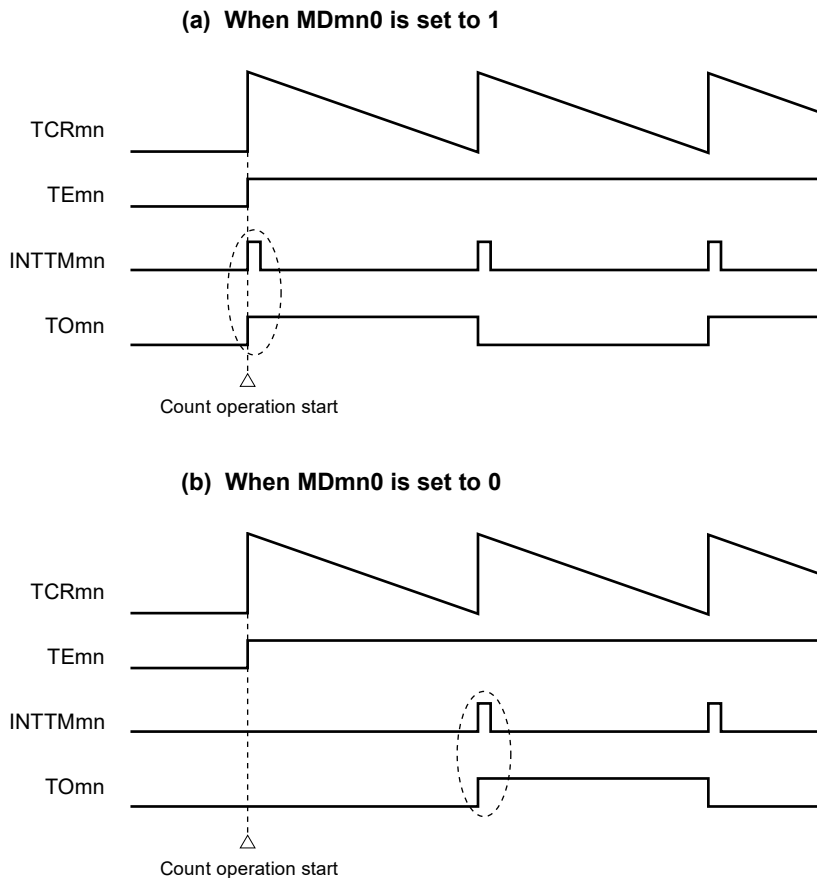 (a) When MDmn0 is set to 1
TCRmn
TEmn
INTTMmn
TOmn
Count operation start
(b) When MDmn0 is set to 0
TCRmn
TEmn
INTTMmn
TOmn
Count operation start